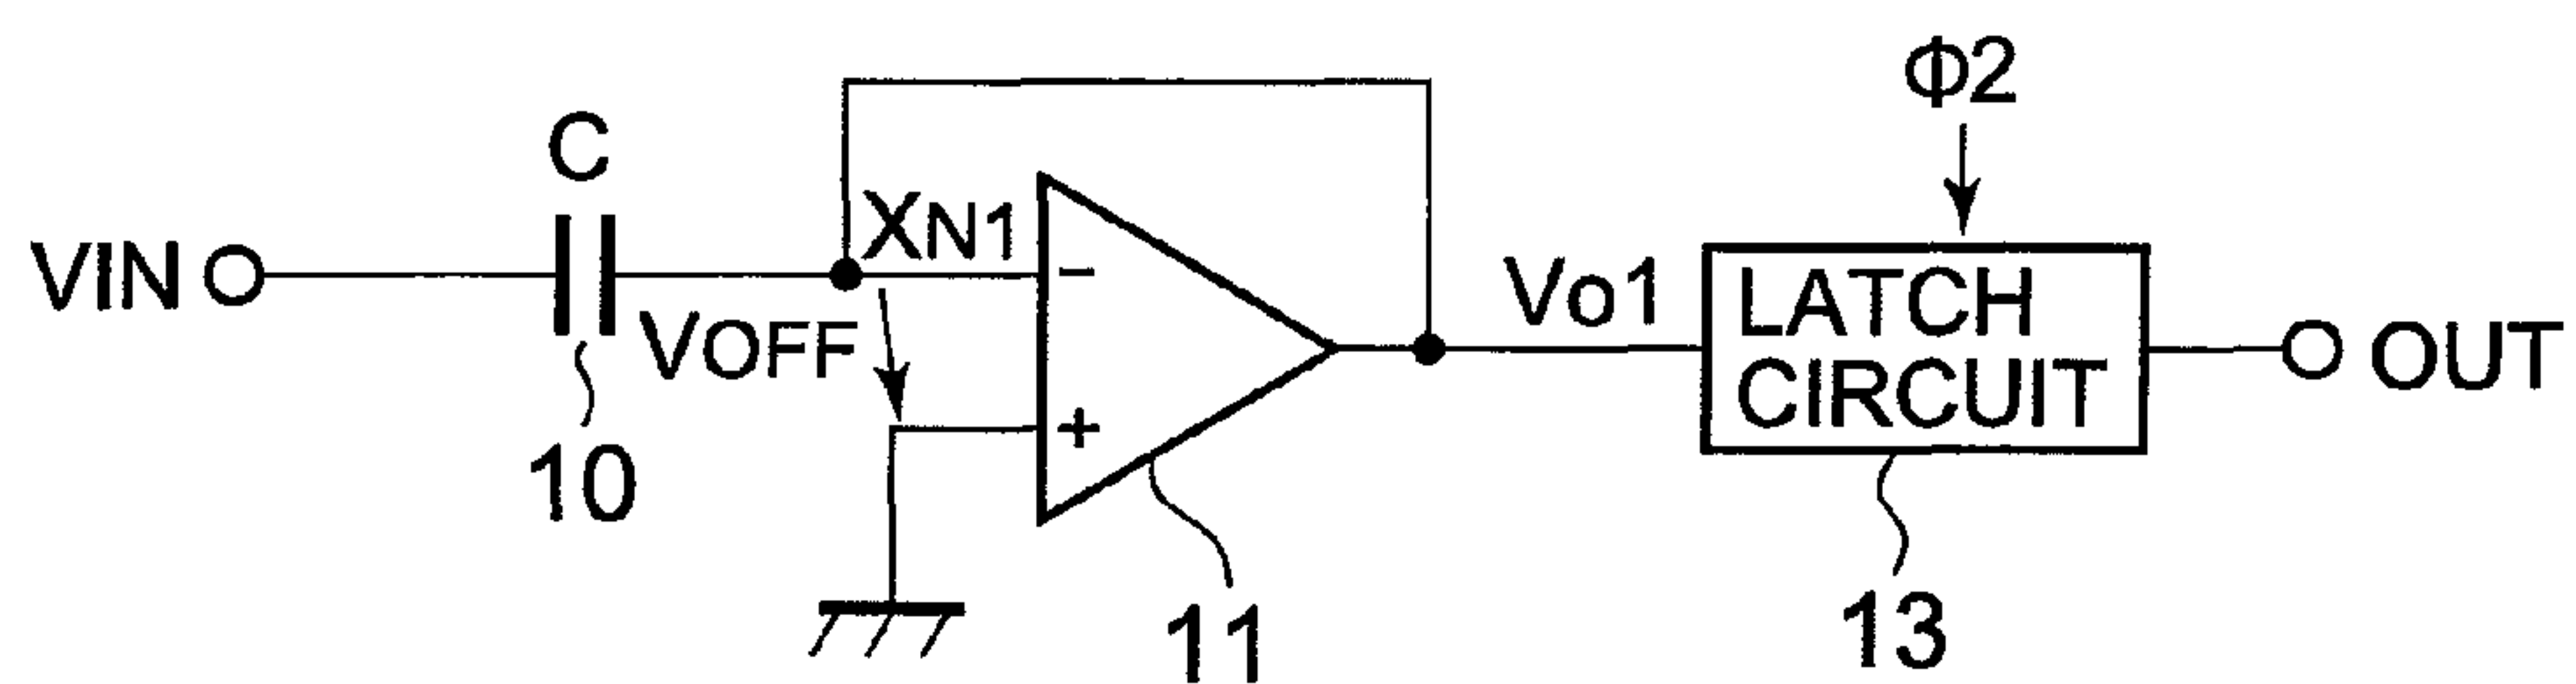 Φ2
C
XN1
VIN
VOFF
Vo1
LATCH
CIRCUIT
OUT
−
+
10
11
13